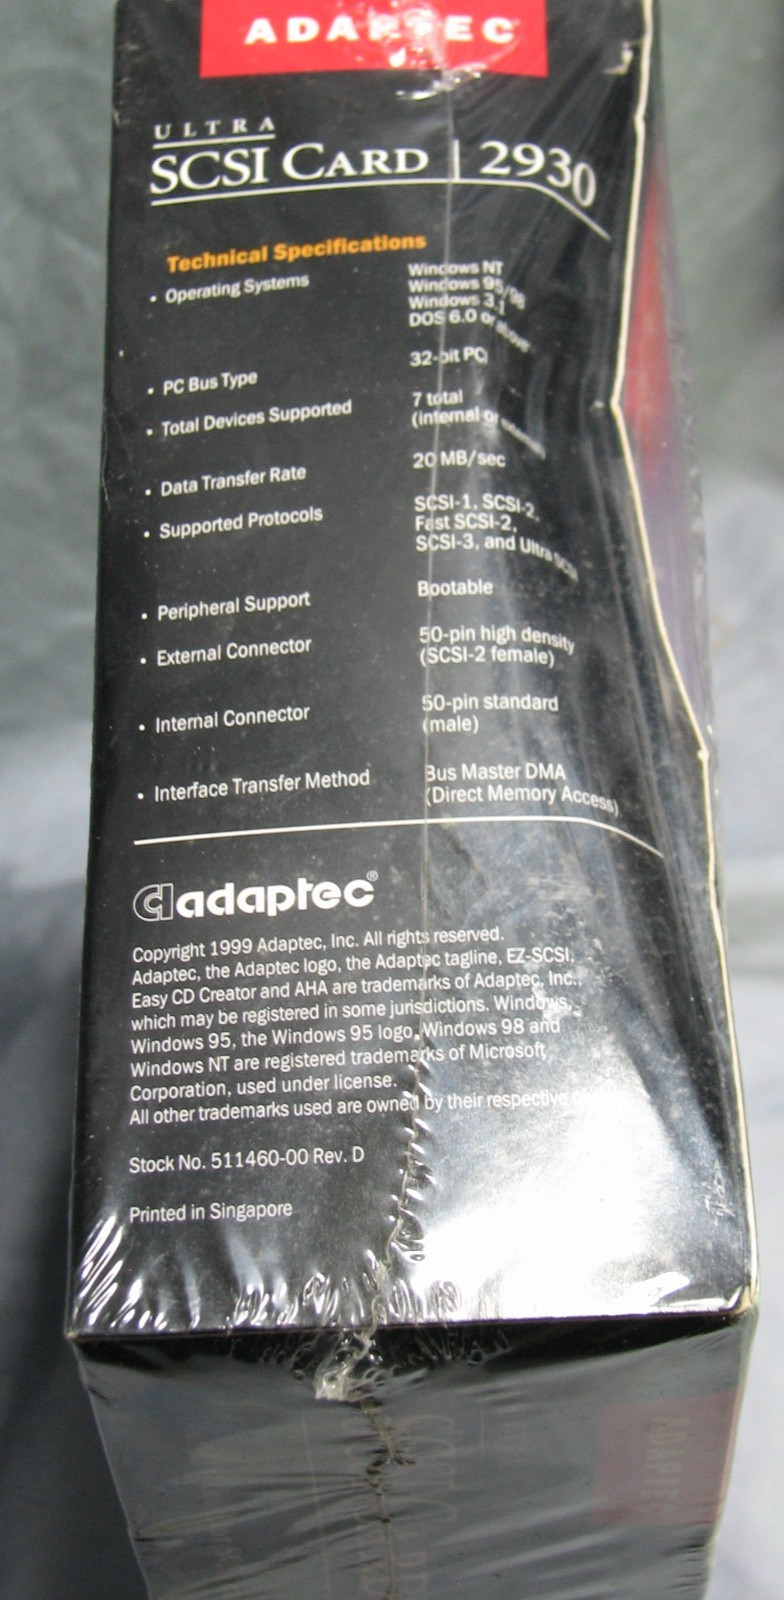 ADAPTEC
ULTRA
SCSI CARD | 2930
Technical Specifications
• Operating Systems Windows NT
Windows 95/98
Windows 3.1
DOS 6.0 or above
• PC Bus Type 32-bit PCI
• Total Devices Supported 7 total
(internal or external)
• Data Transfer Rate 20 MB/sec
• Supported Protocols SCSI-1, SCSI-2,
Fast SCSI-2,
SCSI-3, and Ultra SCSI
• Peripheral Support Bootable
• External Connector 50-pin high density
(SCSI-2 female)
• Internal Connector 50-pin standard
(male)
• Interface Transfer Method Bus Master DMA
(Direct Memory Access)
adaptec®
Copyright 1999 Adaptec, Inc. All rights reserved.
Adaptec, the Adaptec logo, the Adaptec tagline, EZ-SCSI,
Easy CD Creator and AHA are trademarks of Adaptec, Inc.,
which may be registered in some jurisdictions. Windows,
Windows 95, the Windows 95 logo, Windows 98 and
Windows NT are registered trademarks of Microsoft
Corporation, used under license.
All other trademarks used are owned by their respective
Stock No. 511460-00 Rev. D
Printed in Singapore